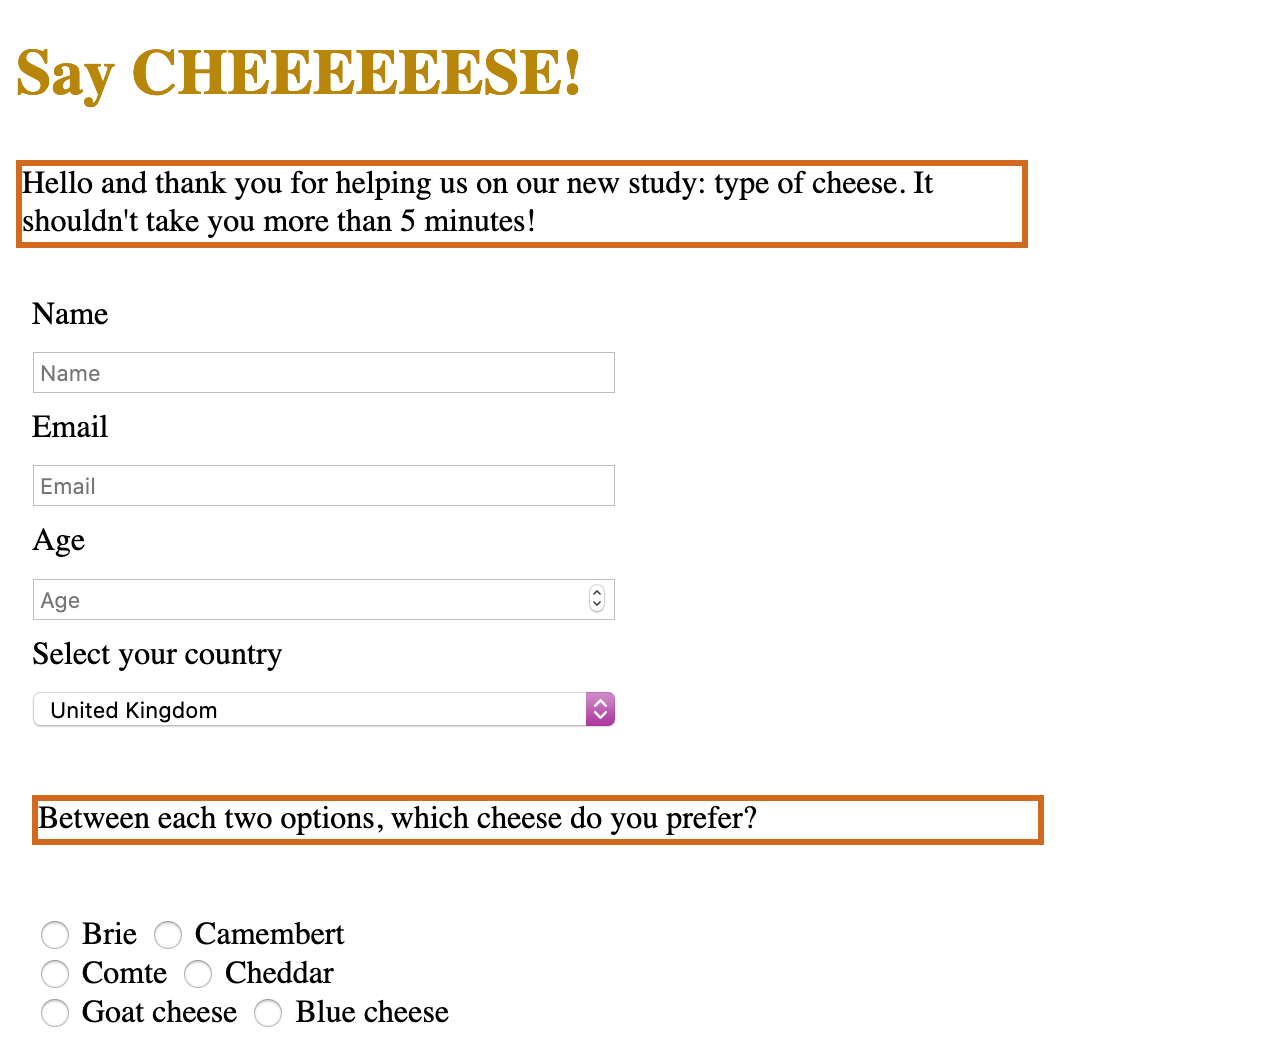 Say CHEEEEEESE!
Hello and thank you for helping us on our new study: type of cheese. It
shouldn't take you more than 5 minutes!
Name
Name
Email
Email
Age
Age
Select your country
United Kingdom
Between each two options, which cheese do you prefer?
Brie Camembert
Comte Cheddar
Goat cheese Blue cheese